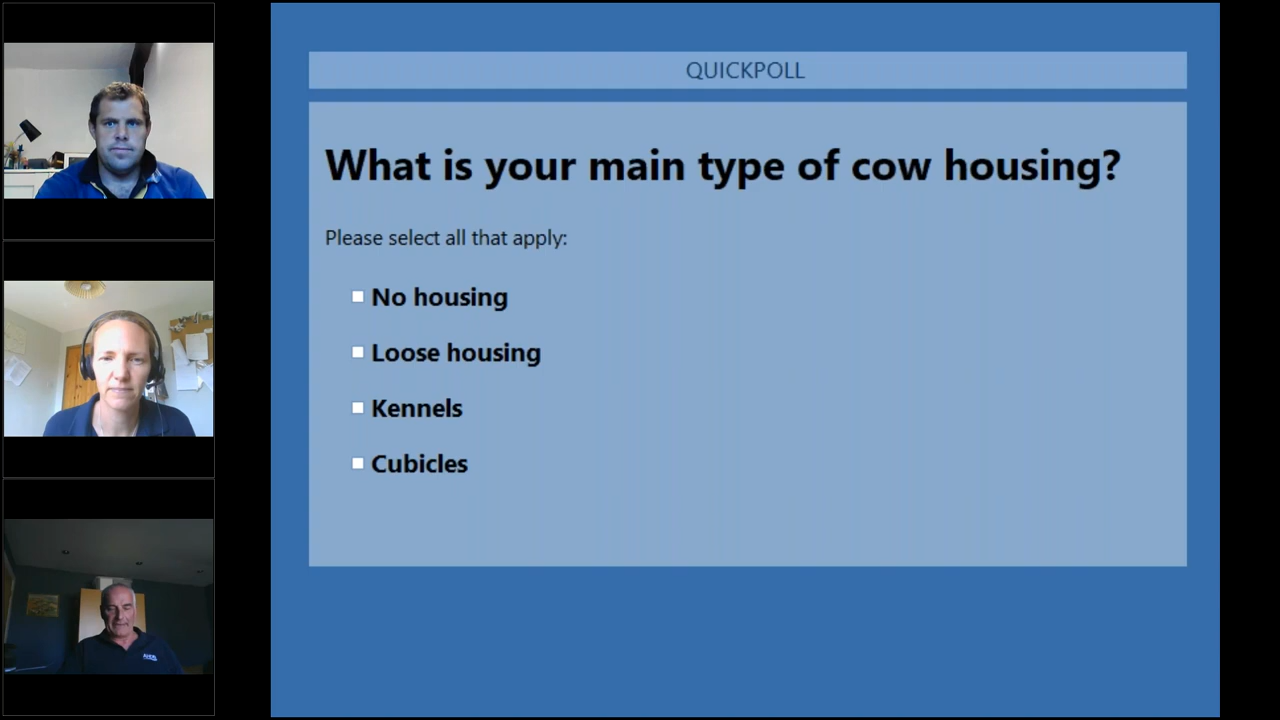 QUICKPOLL
What is your main type of cow housing?
Please select all that apply:
No housing
Loose housing
Kennels
Cubicles